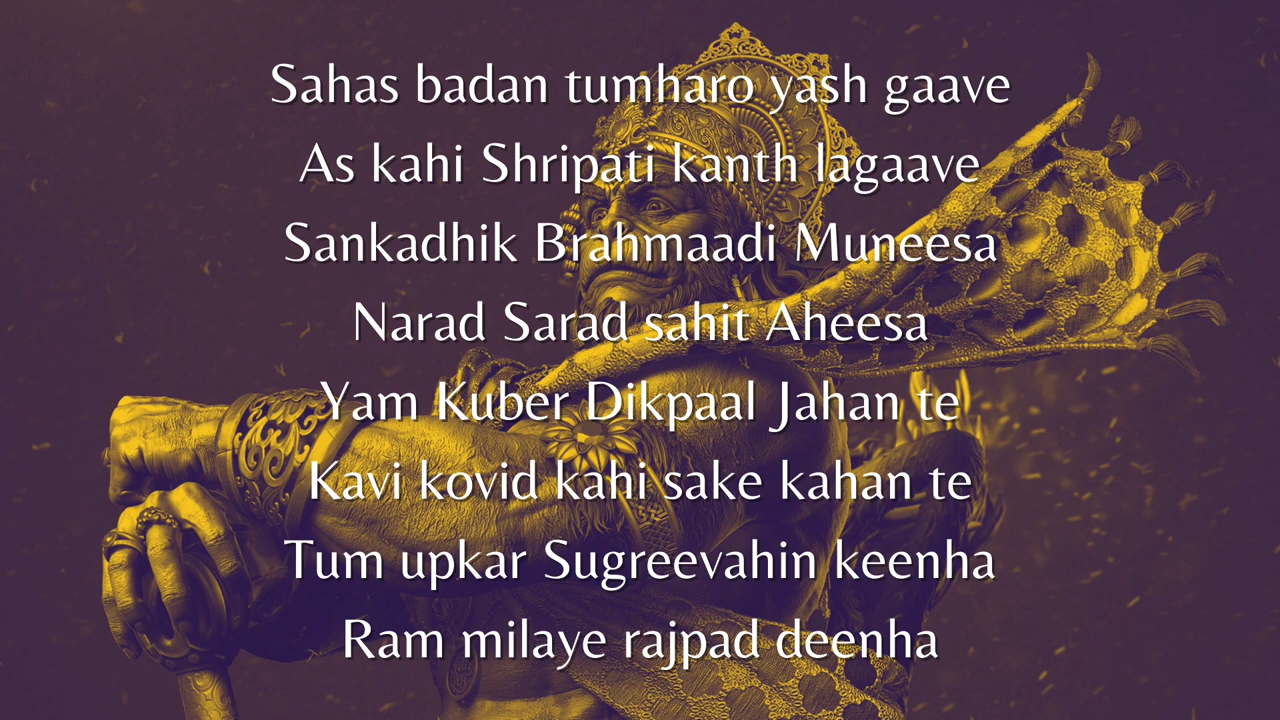 Sahas badan tumharo yash gaave
As kahi Shripati kanth lagaave
Sankadhik Brahmaadi Muneesa
Narad Sarad sahit Aheesa
Yam Kuber Dikpaal Jahan te
Kavi kovid kahi sake kahan te
Tum upkar Sugreevahin keenha
Ram milaye rajpad deenha